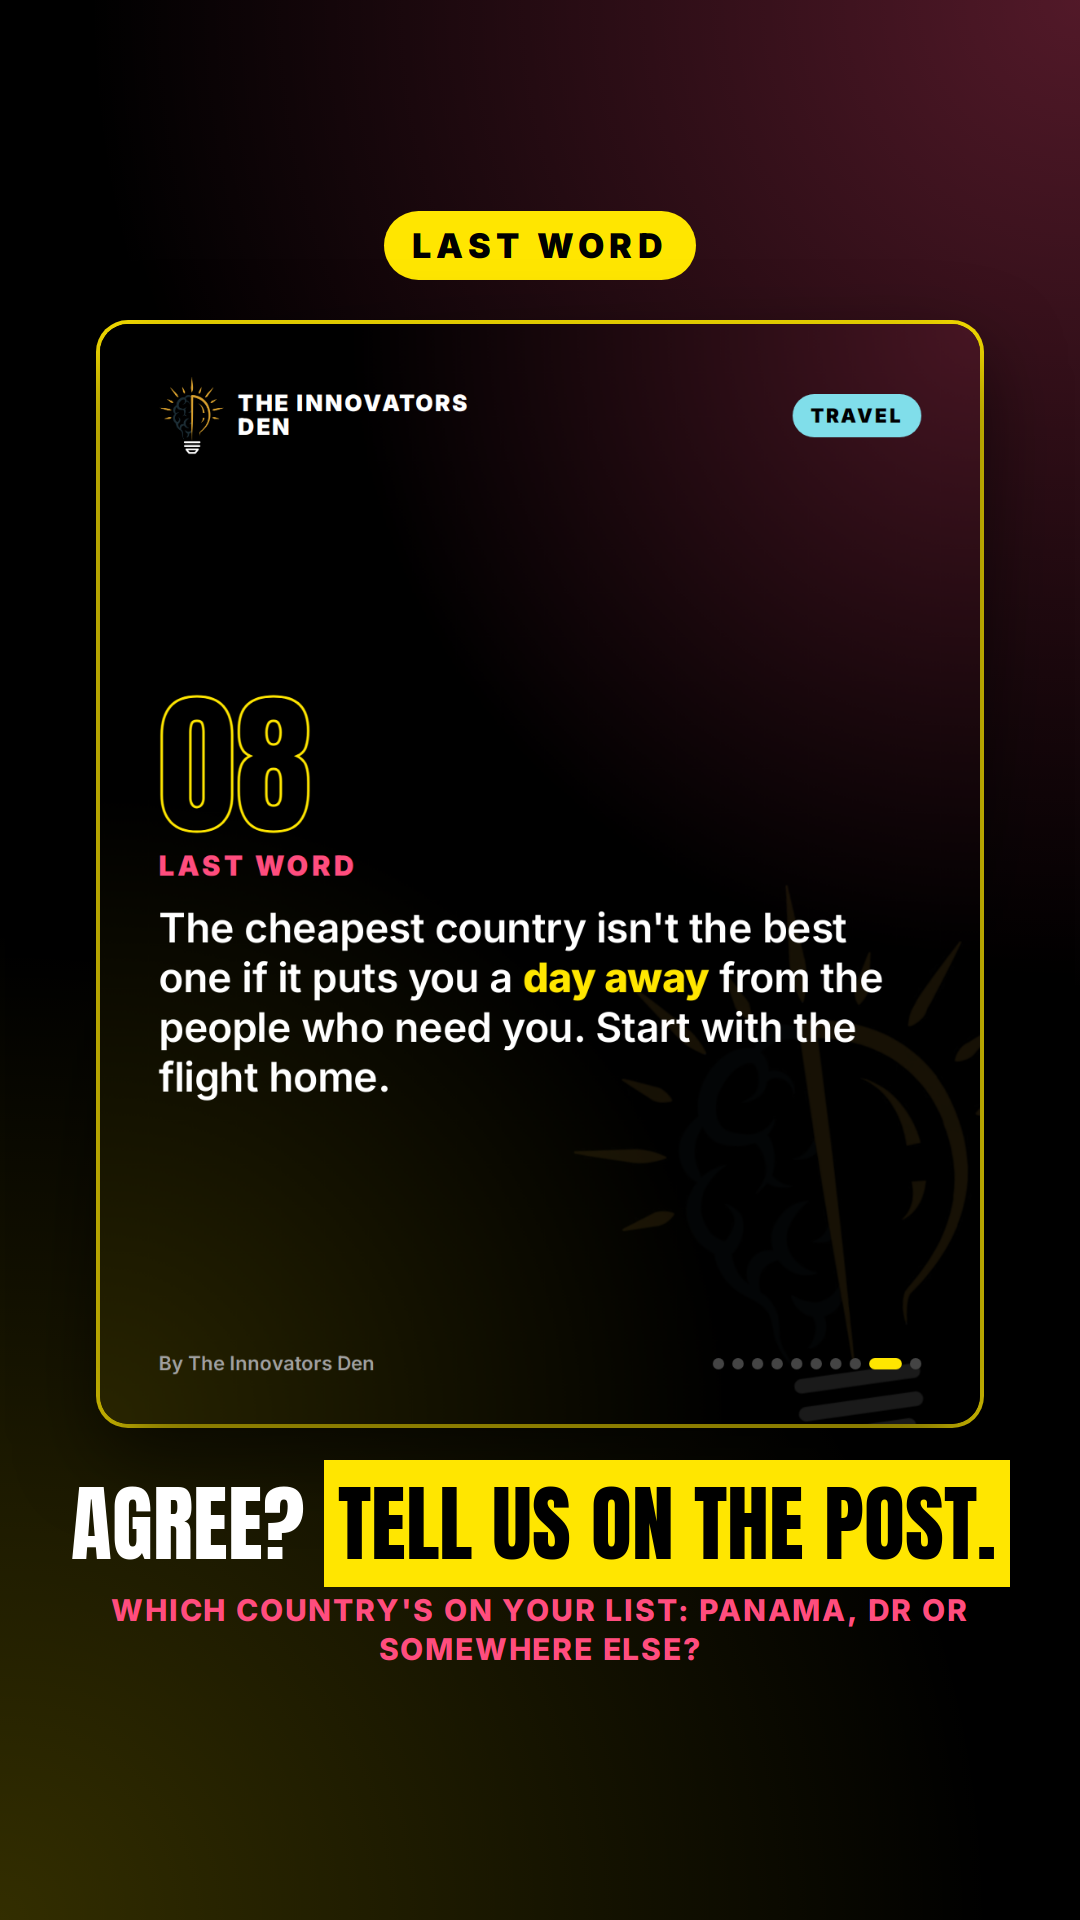 LAST WORD
THE INNOVATORS
DEN
TRAVEL
08
LAST WORD
The cheapest country isn't the best
one if it puts you a day away from the
people who need you. Start with the
flight home.
By The Innovators Den
AGREE? TELL US ON THE POST.
WHICH COUNTRY'S ON YOUR LIST: PANAMA, DR OR
SOMEWHERE ELSE?